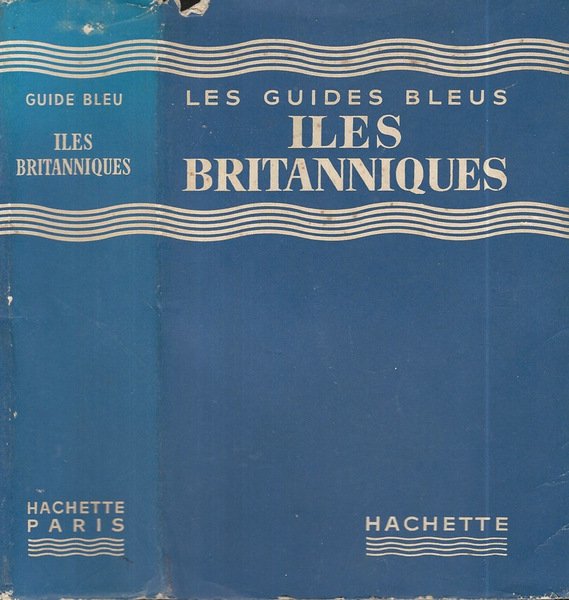 GUIDE BLEU
ILES
BRITANNIQUES
HACHETTE
PARIS
LES GUIDES BLEUS
ILES
BRITANNIQUES
HACHETTE